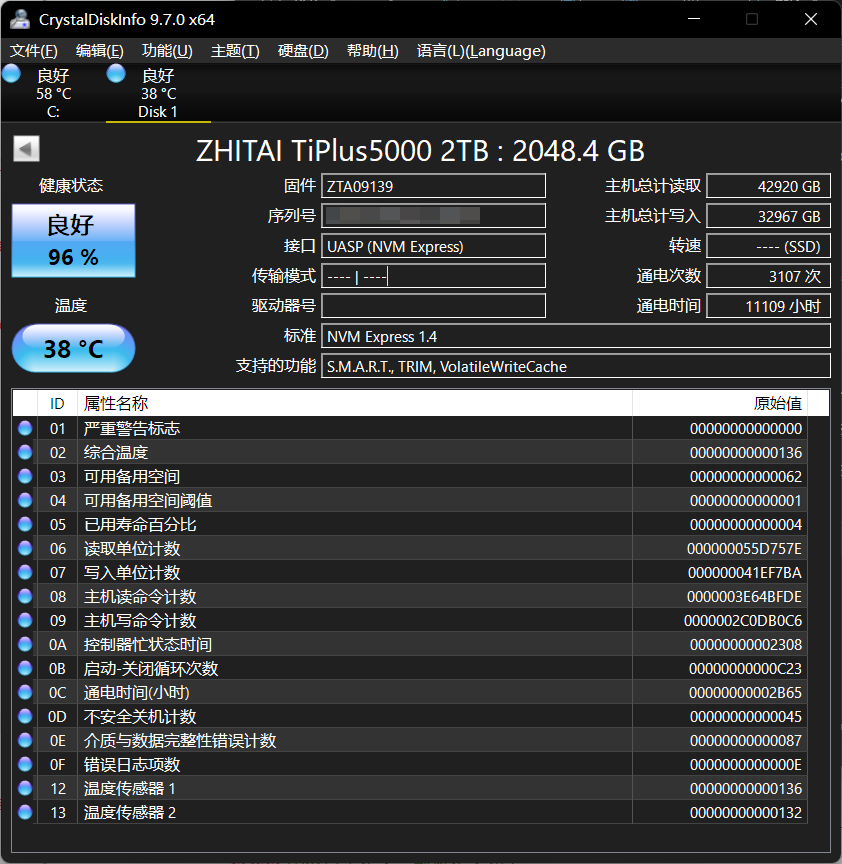 CrystalDiskInfo 9.7.0 x64
文件(F) 编辑(E) 功能(U) 主题(T) 硬盘(D) 帮助(H) 语言(L)(Language)
良好 良好
58 °C 38 °C
C: Disk 1
ZHITAI TiPlus5000 2TB : 2048.4 GB
健康状态
良好
96 %
温度
38 °C
固件 ZTA09139 主机总计读取 42920 GB
序列号 主机总计写入 32967 GB
接口 UASP (NVM Express) 转速 ---- (SSD)
传输模式 ---- | ---- 通电次数 3107 次
驱动器号 通电时间 11109 小时
标准 NVM Express 1.4
支持的功能 S.M.A.R.T., TRIM, VolatileWriteCache
ID 属性名称 原始值
01 严重警告标志 00000000000000
02 综合温度 00000000000136
03 可用备用空间 00000000000062
04 可用备用空间阈值 00000000000001
05 已用寿命百分比 00000000000004
06 读取单位计数 000000055D757E
07 写入单位计数 000000041EF7BA
08 主机读命令计数 0000003E64BFDE
09 主机写命令计数 0000002C0DB0C6
0A 控制器忙状态时间 00000000002308
0B 启动-关闭循环次数 00000000000C23
0C 通电时间(小时) 00000000002B65
0D 不安全关机计数 00000000000045
0E 介质与数据完整性错误计数 00000000000087
0F 错误日志项数 0000000000000E
12 温度传感器 1 00000000000136
13 温度传感器 2 00000000000132